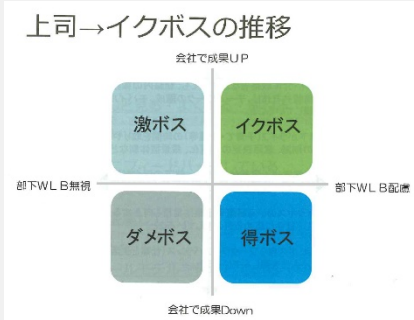 上司→イクボスの推移
会社で成果UP
激ボス
イクボス
部下WLB無視
部下WLB配慮
ダメボス
得ボス
会社で成果Down